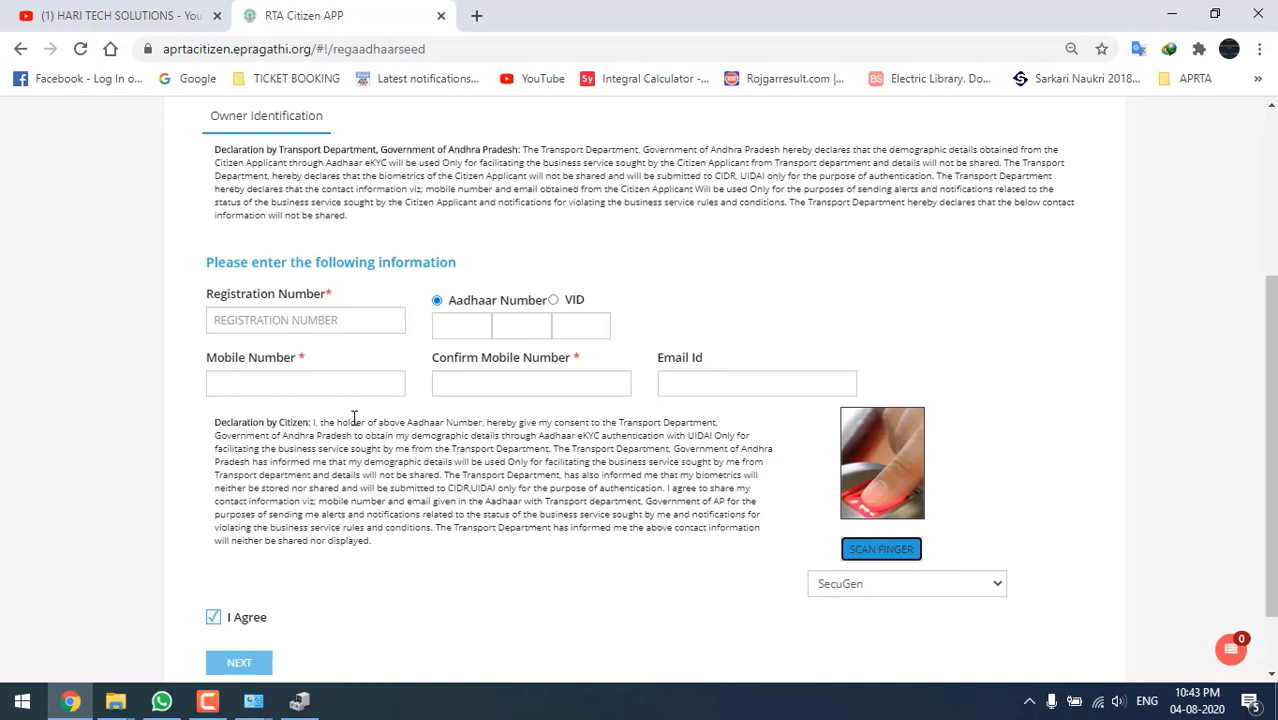 (1) HARI TECH SOLUTIONS - You
RTA Citizen APP
aprtacitizen.epragathi.org/#!/regaadhaarseed
Facebook - Log In o...
Google
TICKET BOOKING
Latest notifications...
YouTube
Sy
Integral Calculator -...
Rojgarresult.com |...
BS
Electric Library. Do...
Sarkari Naukri 2018...
APRTA
»
Owner Identification
Declaration by Transport Department, Government of Andhra Pradesh: The Transport Department, Government of Andhra Pradesh hereby declares that the demographic details obtained from the
Citizen Applicant through Aadhaar eKYC will be used Only for facilitating the business service sought by the Citizen Applicant from Transport department and details will not be shared. The Transport
Department, hereby declares that the biometrics of the Citizen Applicant will not be shared and will be submitted to CIDR, UIDAI only for the purpose of authentication. The Transport Department
hereby declares that the contact information viz; mobile number and email obtained from the Citizen Applicant Will be used Only for the purposes of sending alerts and notifications related to the
status of the business service sought by the Citizen Applicant and notifications for violating the business service rules and conditions. The Transport Department hereby declares that the below contact
information will not be shared.
Please enter the following information
Registration Number*
Aadhaar Number
VID
REGISTRATION NUMBER
Mobile Number *
Confirm Mobile Number *
Email Id
Declaration by Citizen: I, the holder of above Aadhaar Number, hereby give my consent to the Transport Department,
Government of Andhra Pradesh to obtain my demographic details through Aadhaar eKYC authentication with UIDAI Only for
facilitating the business service sought by me from the Transport Department. The Transport Department, Government of Andhra
Pradesh has informed me that my demographic details will be used Only for facilitating the business service sought by me from
Transport department and details will not be shared. The Transport Department, has also informed me that my biometrics will
neither be stored nor shared and will be submitted to CIDR,UIDAI only for the purpose of authentication. I agree to share my
contact information viz; mobile number and email given in the Aadhaar with Transport department, Government of AP for the
purposes of sending me alerts and notifications related to the status of the business service sought by me and notifications for
violating the business service rules and conditions. The Transport Department has informed me the above contact information
will neither be shared nor displayed.
SCAN FINGER
SecuGen
I Agree
NEXT
0
ENG
10:43 PM
04-08-2020
5